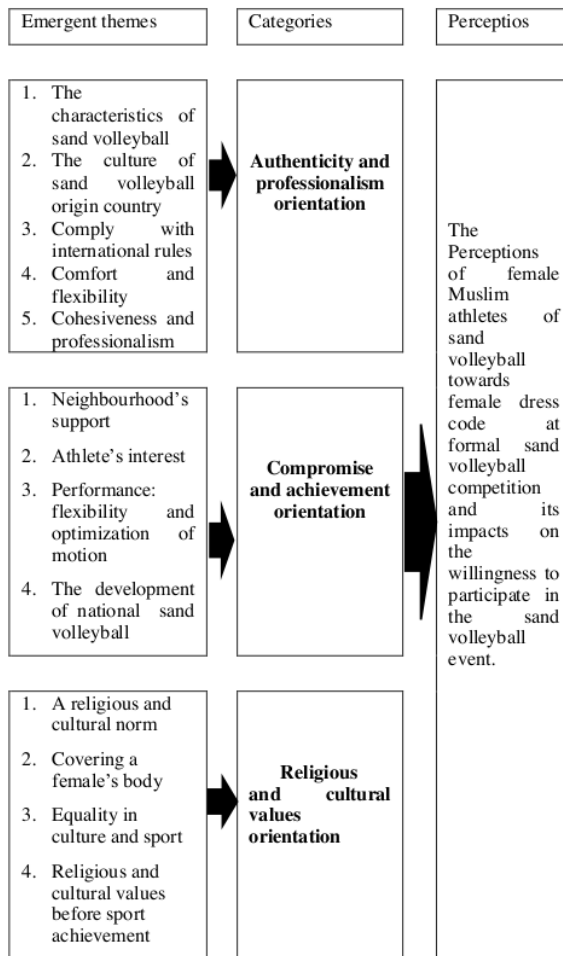 Emergent themes
Categories
Perceptios
1. The
characteristics of
sand volleyball
2. The culture of
sand volleyball
origin country
3. Comply with
international rules
4. Comfort and
flexibility
5. Cohesiveness and
professionalism
Authenticity and
professionalism
orientation
1. Neighbourhood's
support
2. Athlete's interest
3. Performance:
flexibility and
optimization of
motion
4. The development
of national sand
volleyball
Compromise
and achievement
orientation
1. A religious and
cultural norm
2. Covering a
female's body
3. Equality in
culture and sport
4. Religious and
cultural values
before sport
achievement
Religious
and cultural
values
orientation
The
Perceptions
of female
Muslim
athletes of
sand
volleyball
towards
female dress
code at
formal sand
volleyball
competition
and its
impacts on
the
willingness to
participate in
the sand
volleyball
event.